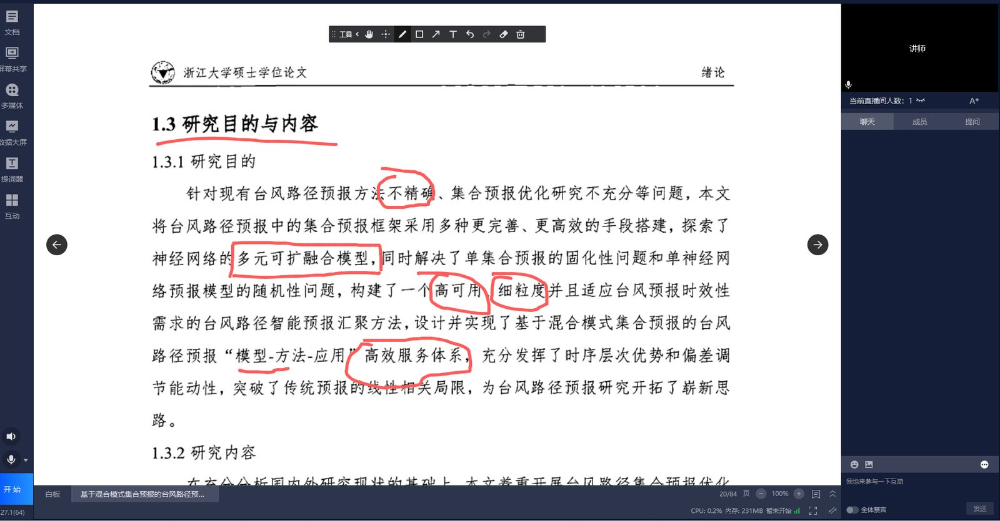 工具
文档
屏幕共享
多媒体
数据大屏
提词器
互动
开始
27.1(64)
浙江大学硕士学位论文
绪论
1.3 研究目的与内容
1.3.1 研究目的
针对现有台风路径预报方法不精确、集合预报优化研究不充分等问题，本文
将台风路径预报中的集合预报框架采用多种更完善、更高效的手段搭建，探索了
神经网络的多元可扩融合模型，同时解决了单集合预报的固化性问题和单神经网
络预报模型的随机性问题，构建了一个高可用、细粒度并且适应台风预报时效性
需求的台风路径智能预报汇聚方法，设计并实现了基于混合模式集合预报的台风
路径预报“模型-方法-应用”高效服务体系，充分发挥了时序层次优势和偏差调
节能动性，突破了传统预报的线性相关局限，为台风路径预报研究开拓了崭新思
路。
1.3.2 研究内容
在充分分析国内外研究现状的基础上，本文着重开展台风路径集合预报优化
白板
基于混合模式集合预报的台风路径预...
20/84 页
100%
CPU: 0.2% 内存: 231MB 暂未开始
讲师
当前直播间人数： 1
A+
聊天
成员
提问
我也来参与一下互动
全体禁言
发送